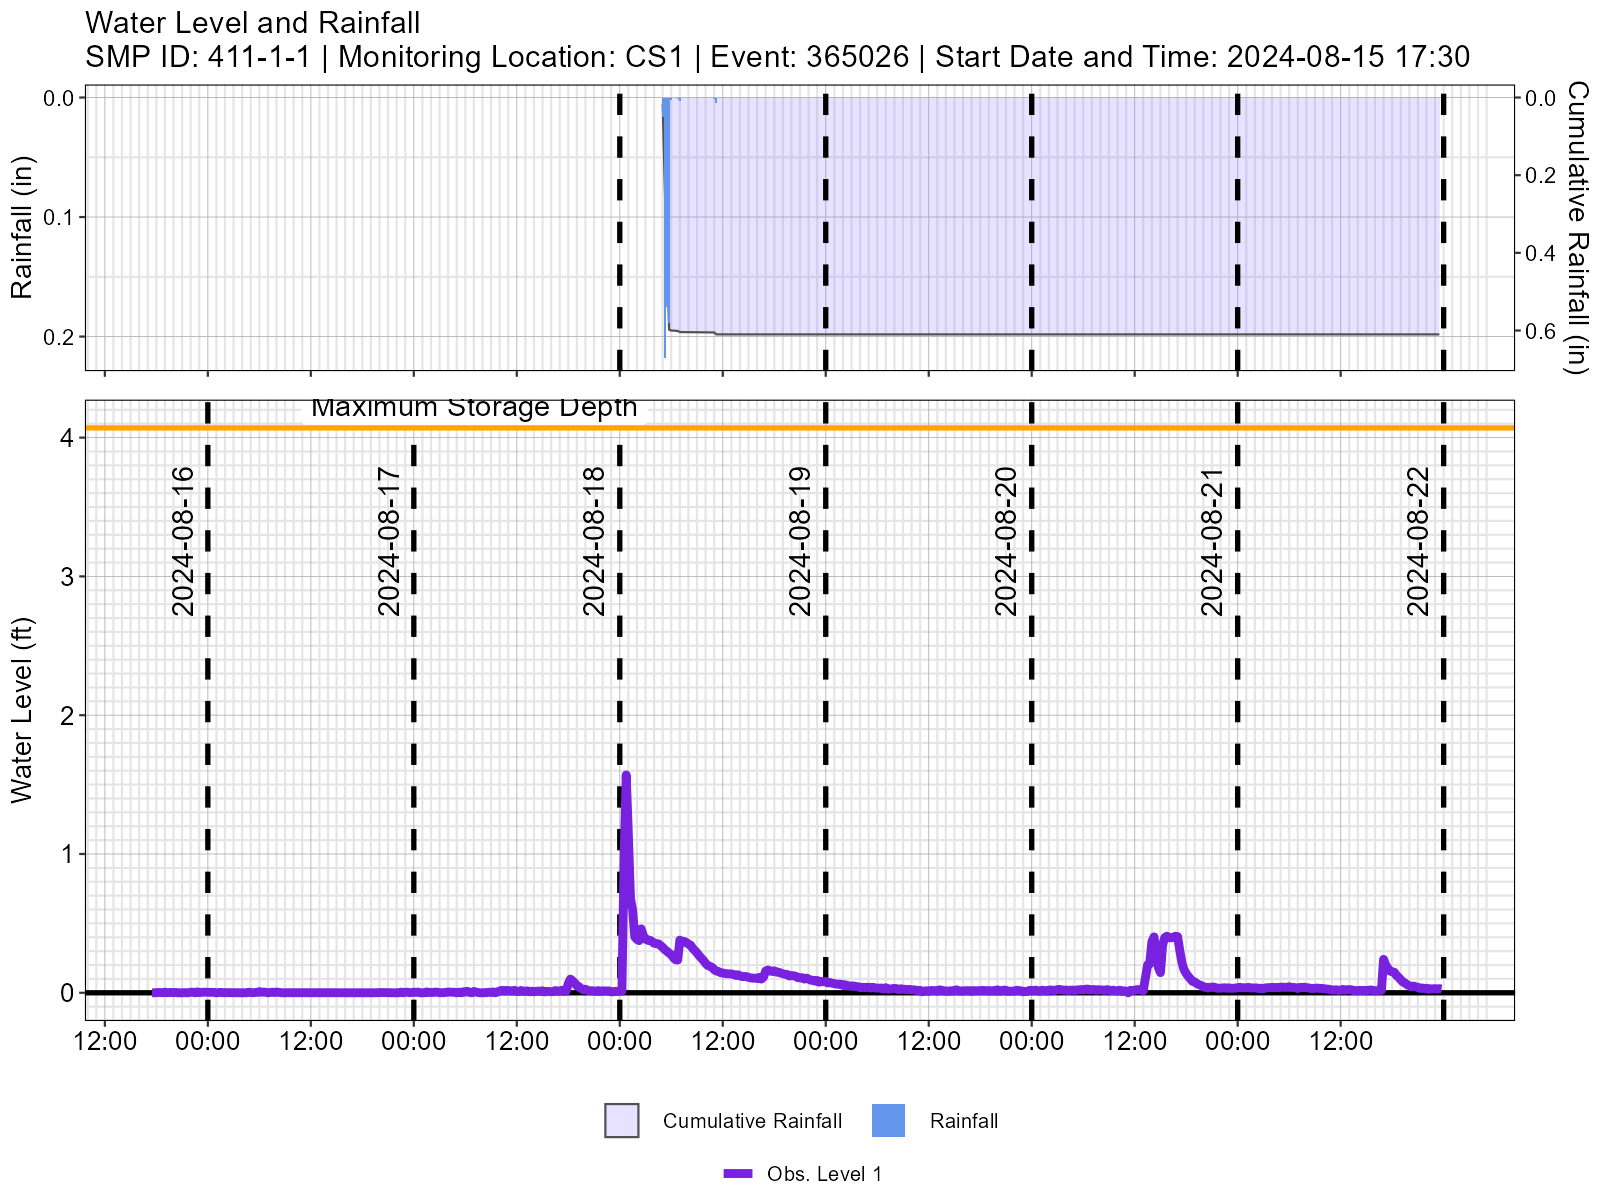 Water Level and Rainfall
SMP ID: 411-1-1 | Monitoring Location: CS1 | Event: 365026 | Start Date and Time: 2024-08-15 17:30
Rainfall (in)
0.0
0.1
0.2
0.0
0.2
0.4
0.6
Cumulative Rainfall (in)
Maximum Storage Depth
Water Level (ft)
4
3
2
1
0
2024-08-16
2024-08-17
2024-08-18
2024-08-19
2024-08-20
2024-08-21
2024-08-22
12:00 00:00 12:00 00:00 12:00 00:00 12:00 00:00 12:00 00:00 12:00 00:00 12:00
Cumulative Rainfall Rainfall
Obs. Level 1